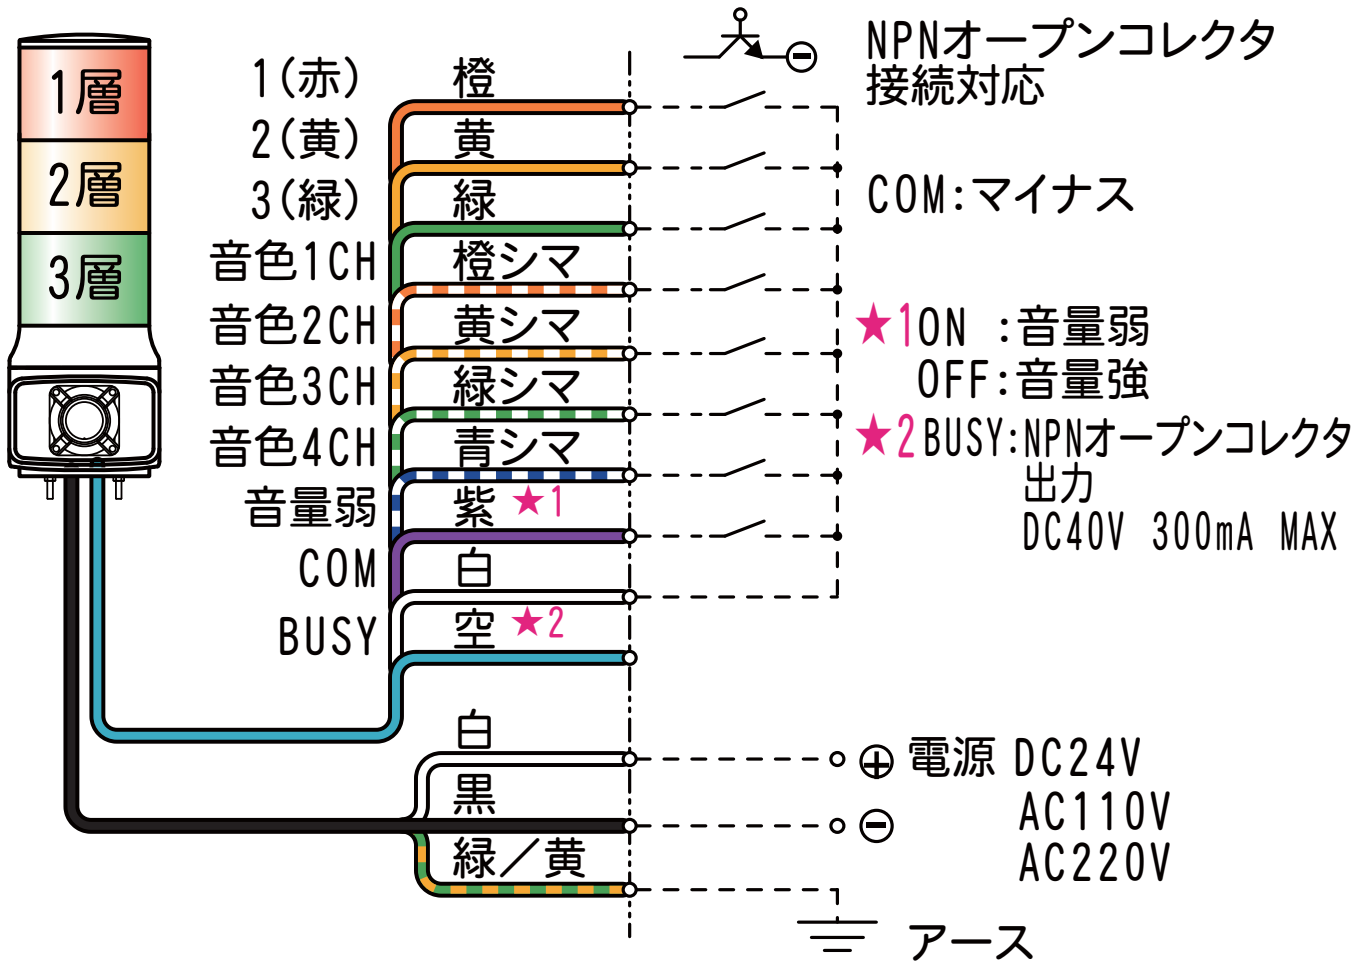 1層
2層
3層
1(赤) 橙
2(黄) 黄
3(緑) 緑
音色1CH 橙シマ
音色2CH 黄シマ
音色3CH 緑シマ
音色4CH 青シマ
音量弱 紫 ★1
COM 白
BUSY 空 ★2
白
黒
緑／黄
NPNオープンコレクタ
接続対応
COM:マイナス
★1ON :音量弱
OFF:音量強
★2BUSY:NPNオープンコレクタ
出力
DC40V 300mA MAX
⊕ 電源 DC24V
⊖ AC110V
AC220V
アース